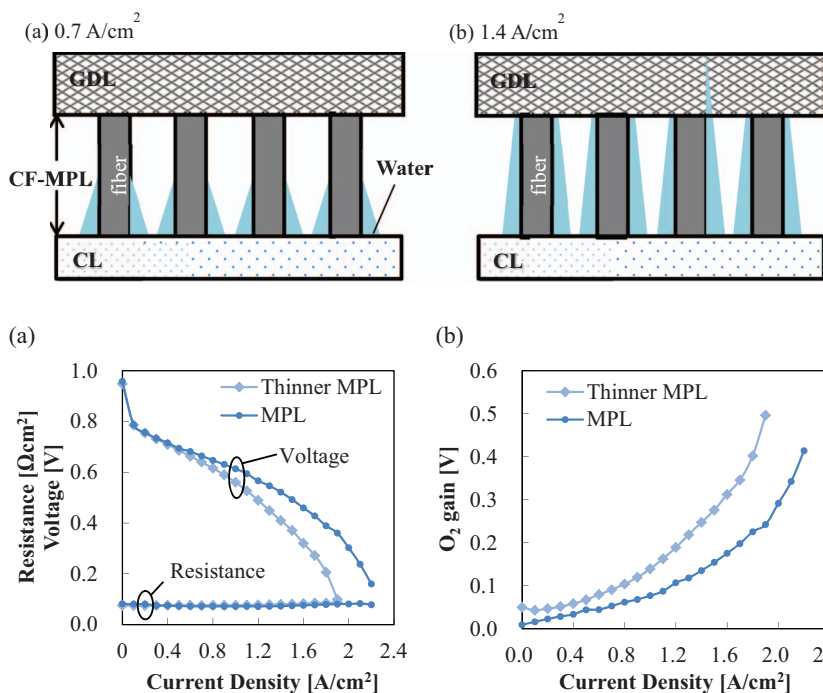 (a) 0.7 A/cm²
(b) 1.4 A/cm²
GDL
CF-MPL
fiber
Water
CL
GDL
fiber
CL
(a)
Resistance [Ωcm²]
Voltage [V]
1.0
0.8
0.6
0.4
0.2
0.0
Thinner MPL
MPL
Voltage
Resistance
0 0.4 0.8 1.2 1.6 2 2.4
Current Density [A/cm²]
(b)
O₂ gain [V]
0.6
0.5
0.4
0.3
0.2
0.1
0.0
Thinner MPL
MPL
0.0 0.4 0.8 1.2 1.6 2.0 2.4
Current Density [A/cm²]